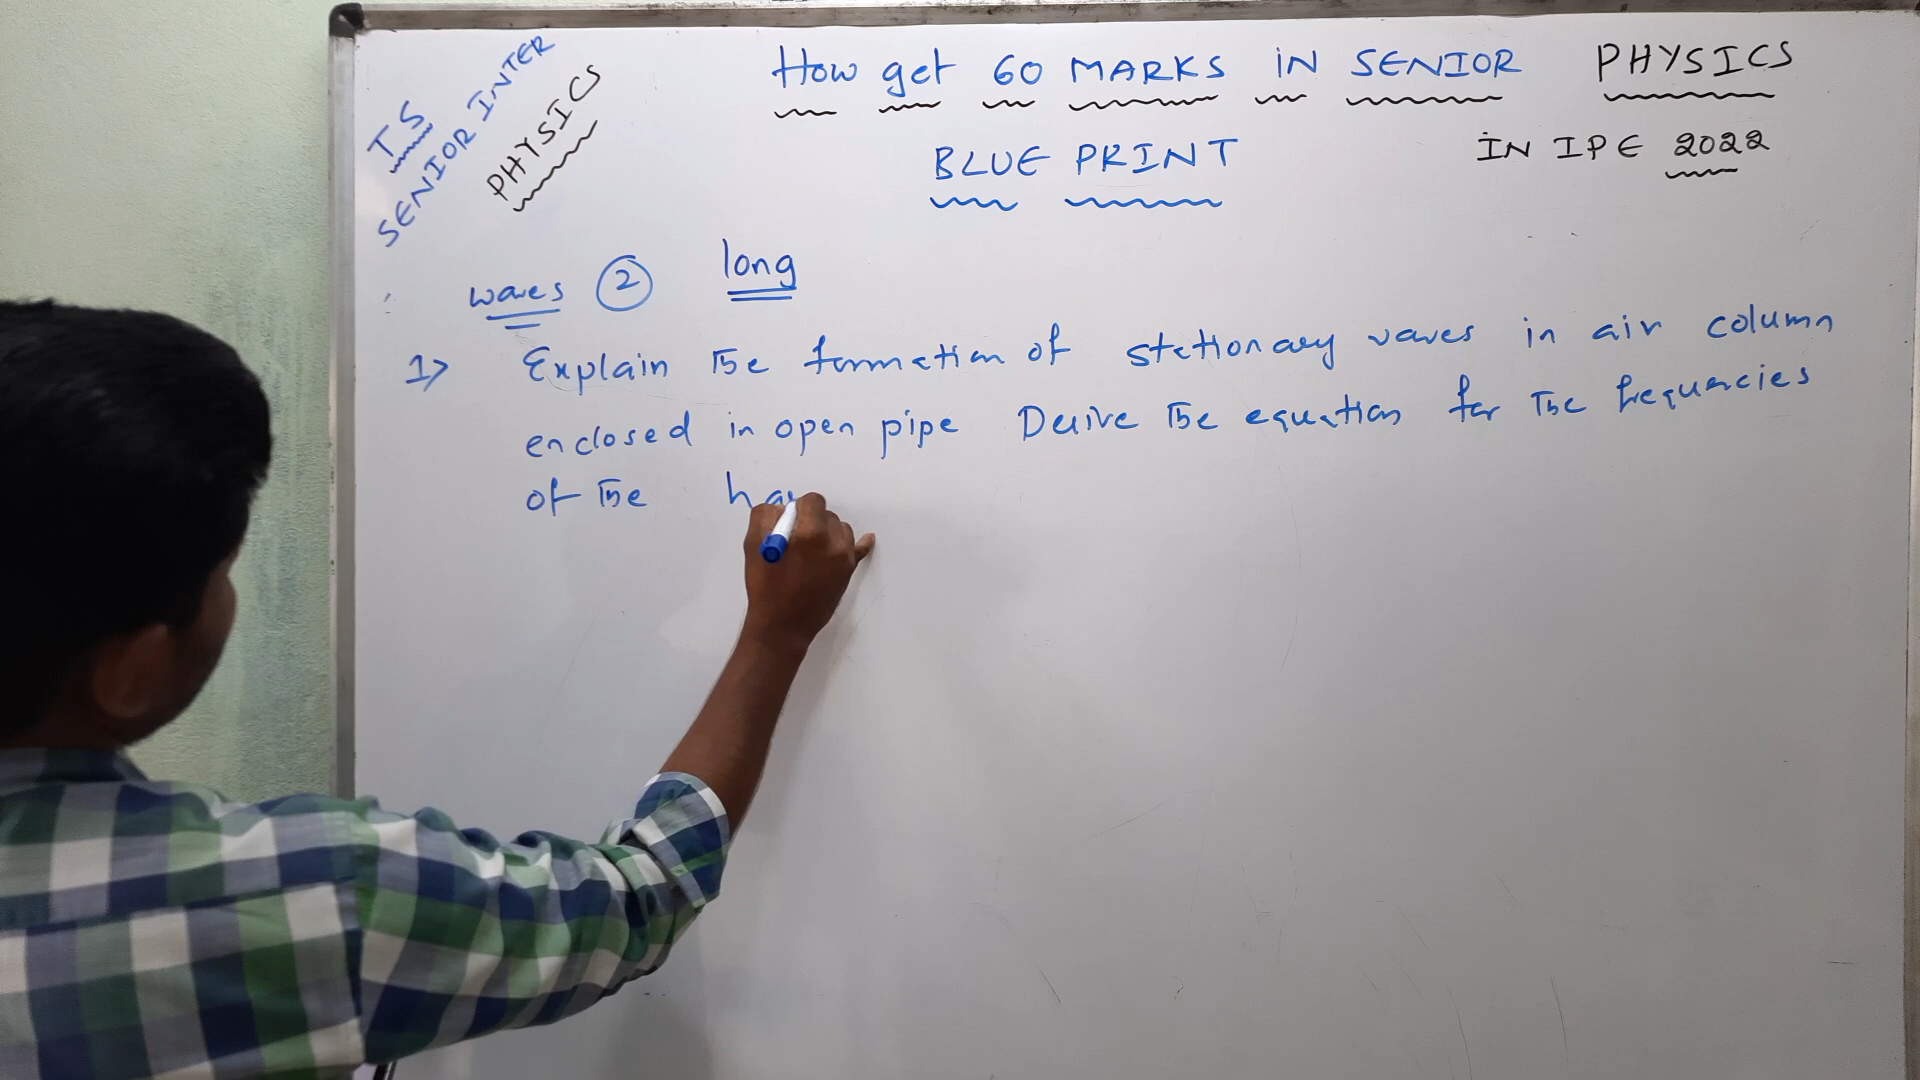 TS
SENIOR INTER
PHYSICS
How get 60 MARKS IN SENIOR PHYSICS
BLUE PRINT
IN IPE 2022
waves ② long
1> Explain the formation of stationary waves in air column
enclosed in open pipe Derive the equation for the frequencies
of the har